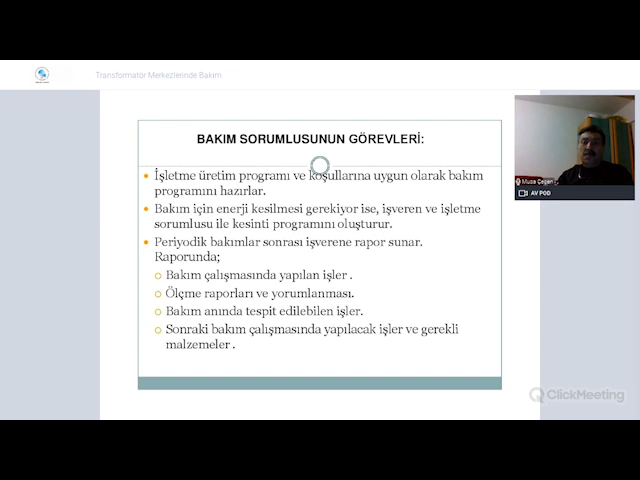 Transformatör Merkezlerinde Bakım
BAKIM SORUMLUSUNUN GÖREVLERİ:
İşletme üretim programı ve koşullarına uygun olarak bakım
programını hazırlar.
Bakım için enerji kesilmesi gerekiyor ise, işveren ve işletme
sorumlusu ile kesinti programını oluşturur.
Periyodik bakımlar sonrası işverene rapor sunar.
Raporunda;
Bakım çalışmasında yapılan işler .
Ölçme raporları ve yorumlanması.
Bakım anında tespit edilebilen işler.
Sonraki bakım çalışmasında yapılacak işler ve gerekli
malzemeler .
Musa Çeçen
AV POD
ClickMeeting